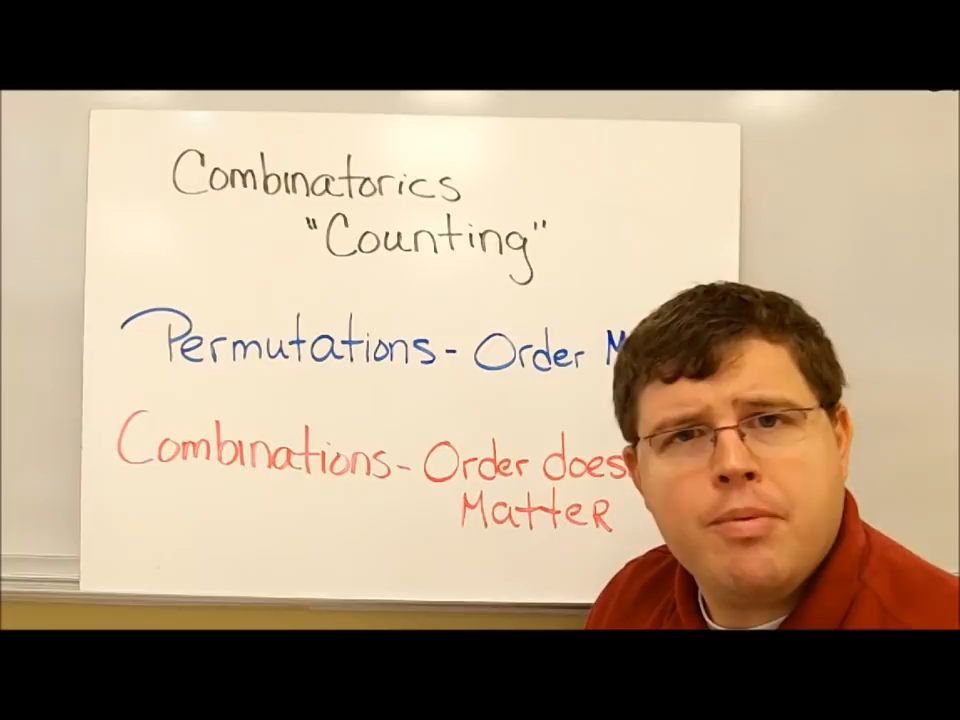 Combinatorics
"Counting"
Permutations - Order
Combinations - Order does
Matter